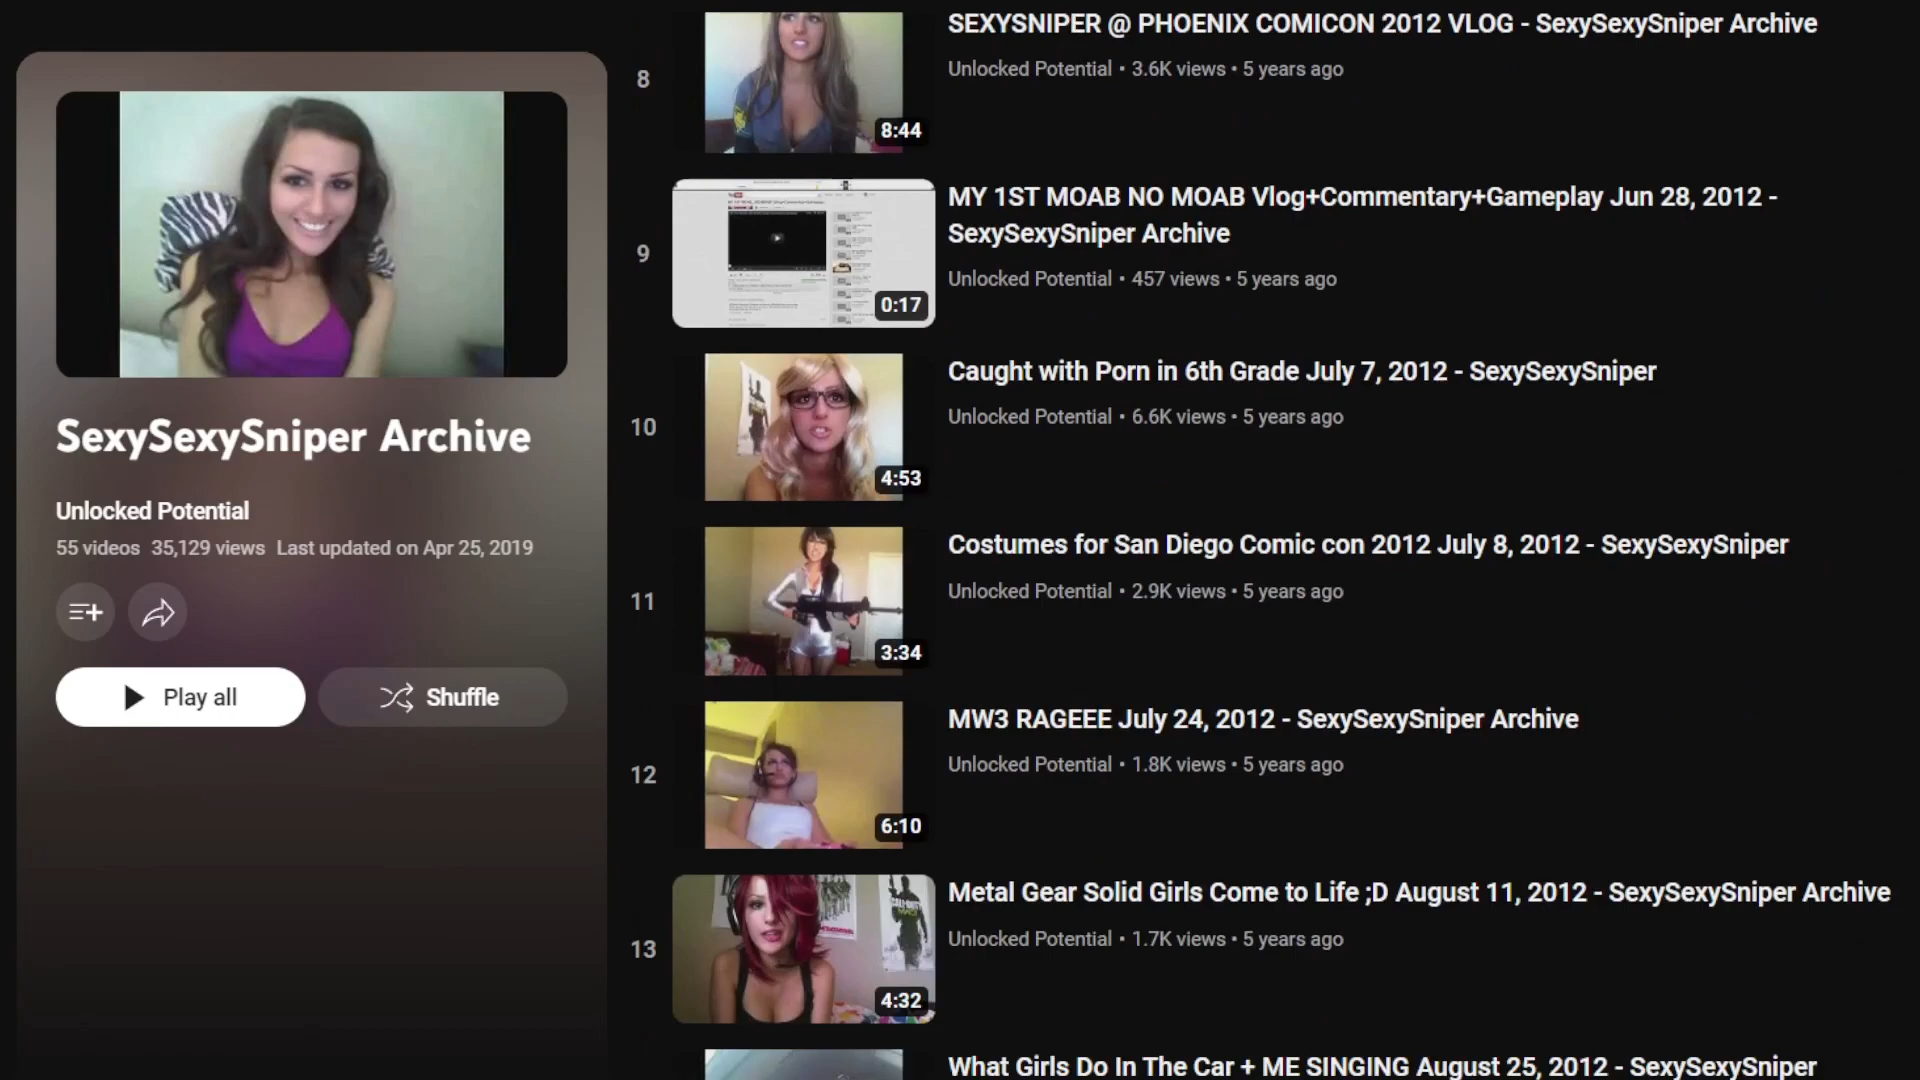 SexySexySniper Archive
Unlocked Potential
55 videos 35,129 views Last updated on Apr 25, 2019
Play all
Shuffle
8
8:44
SEXYSNIPER @ PHOENIX COMICON 2012 VLOG - SexySexySniper Archive
Unlocked Potential • 3.6K views • 5 years ago
9
0:17
MY 1ST MOAB NO MOAB Vlog+Commentary+Gameplay Jun 28, 2012 -
SexySexySniper Archive
Unlocked Potential • 457 views • 5 years ago
10
4:53
Caught with Porn in 6th Grade July 7, 2012 - SexySexySniper
Unlocked Potential • 6.6K views • 5 years ago
11
3:34
Costumes for San Diego Comic con 2012 July 8, 2012 - SexySexySniper
Unlocked Potential • 2.9K views • 5 years ago
12
6:10
MW3 RAGEEE July 24, 2012 - SexySexySniper Archive
Unlocked Potential • 1.8K views • 5 years ago
13
CALL OF DUTY
MW3
4:32
Metal Gear Solid Girls Come to Life ;D August 11, 2012 - SexySexySniper Archive
Unlocked Potential • 1.7K views • 5 years ago
What Girls Do In The Car + ME SINGING August 25, 2012 - SexySexySniper